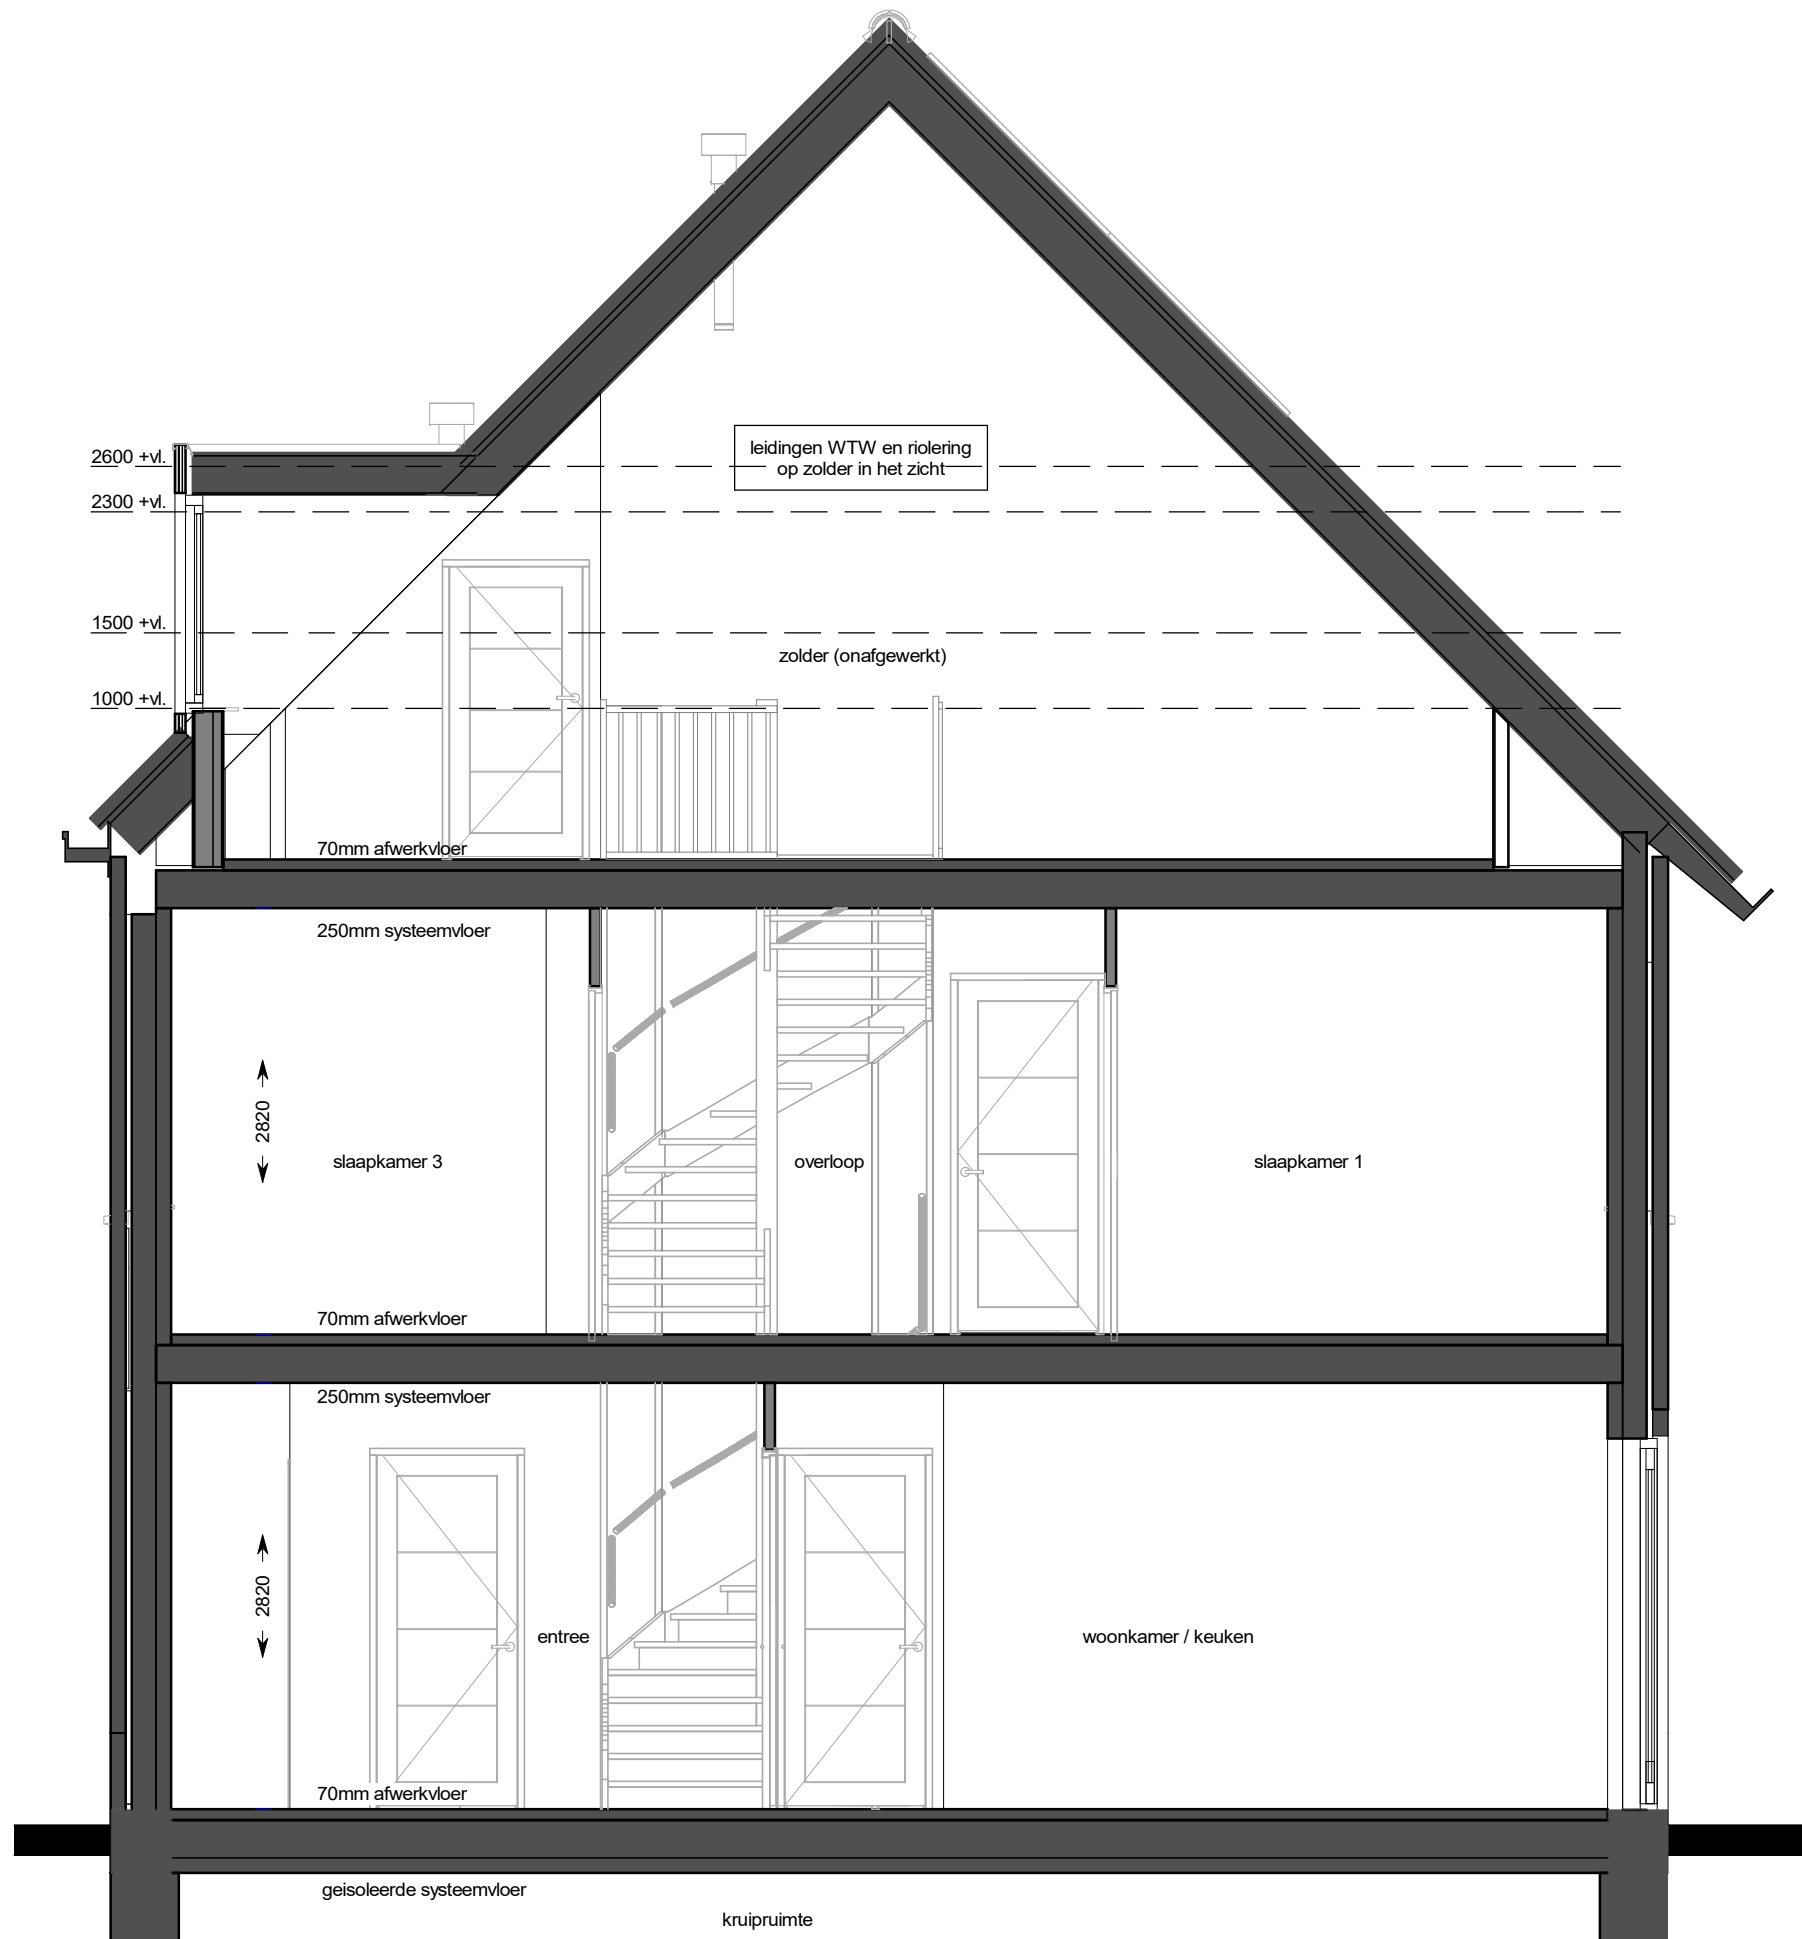 2600 +vl.
leidingen WTW en riolering
op zolder in het zicht
2300 +vl.
1500 +vl.
zolder (onafgewerkt)
1000 +vl.
70mm afwerkvloer
250mm systeemvloer
2820
slaapkamer 3
overloop
slaapkamer 1
70mm afwerkvloer
250mm systeemvloer
2820
entree
woonkamer / keuken
70mm afwerkvloer
geisoleerde systeemvloer
kruipruimte